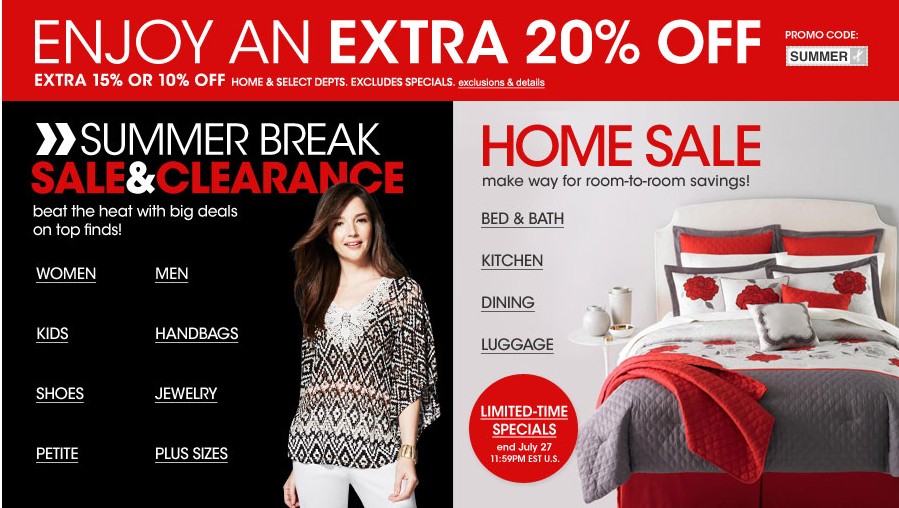 ENJOY AN EXTRA 20% OFF
PROMO CODE:
SUMMER
EXTRA 15% OR 10% OFF HOME & SELECT DEPTS. EXCLUDES SPECIALS. exclusions & details
SUMMER BREAK
SALE&CLEARANCE
beat the heat with big deals
on top finds!
WOMEN MEN
KIDS HANDBAGS
SHOES JEWELRY
PETITE PLUS SIZES
HOME SALE
make way for room-to-room savings!
BED & BATH
KITCHEN
DINING
LUGGAGE
LIMITED-TIME
SPECIALS
end July 27
11:59PM EST U.S.